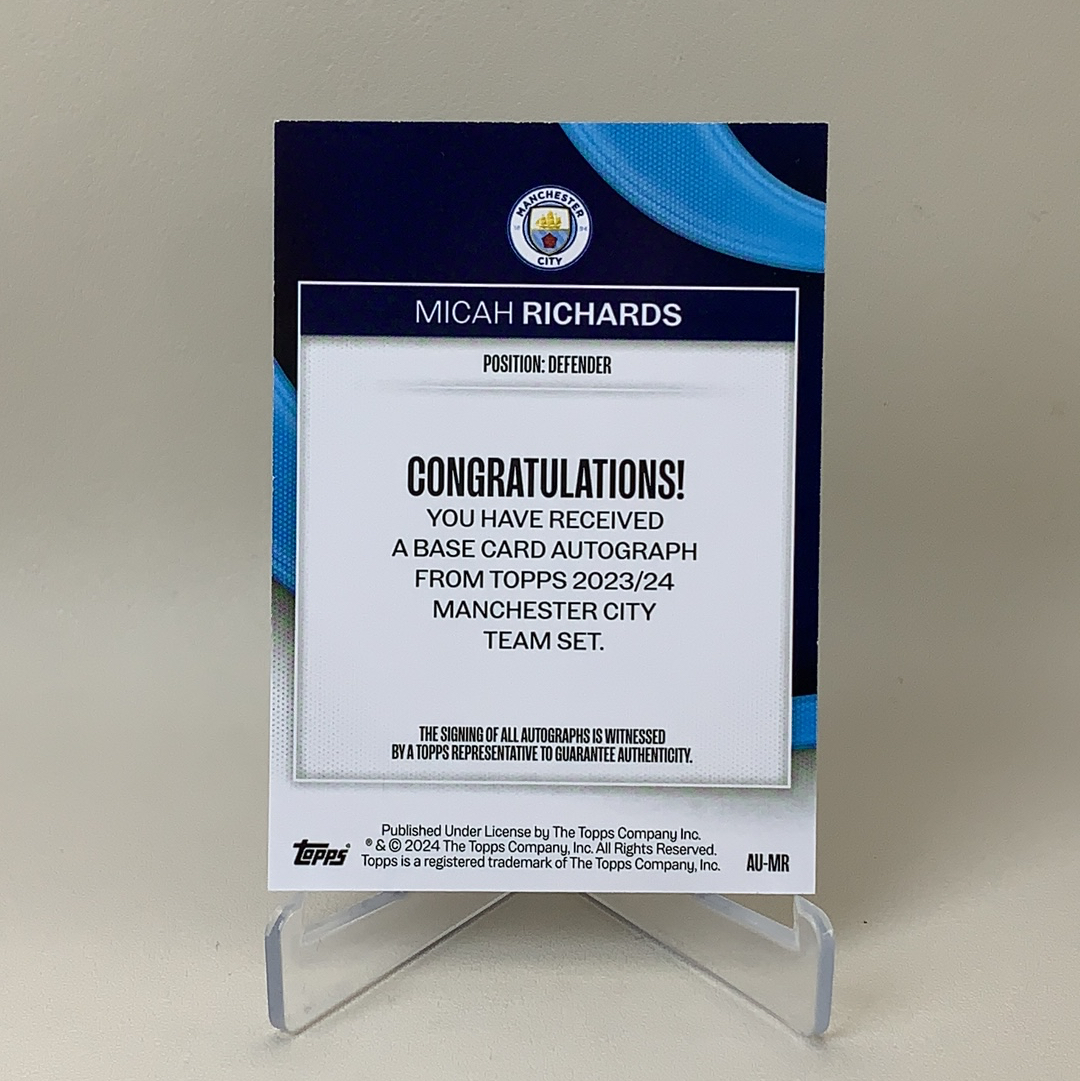 MANCHESTER
CITY
MICAH RICHARDS
POSITION: DEFENDER
CONGRATULATIONS!
YOU HAVE RECEIVED
A BASE CARD AUTOGRAPH
FROM TOPPS 2023/24
MANCHESTER CITY
TEAM SET.
THE SIGNING OF ALL AUTOGRAPHS IS WITNESSED
BY A TOPPS REPRESENTATIVE TO GUARANTEE AUTHENTICITY.
Published Under License by The Topps Company Inc.
® & © 2024 The Topps Company, Inc. All Rights Reserved.
Topps is a registered trademark of The Topps Company, Inc.
topps®
AU-MR